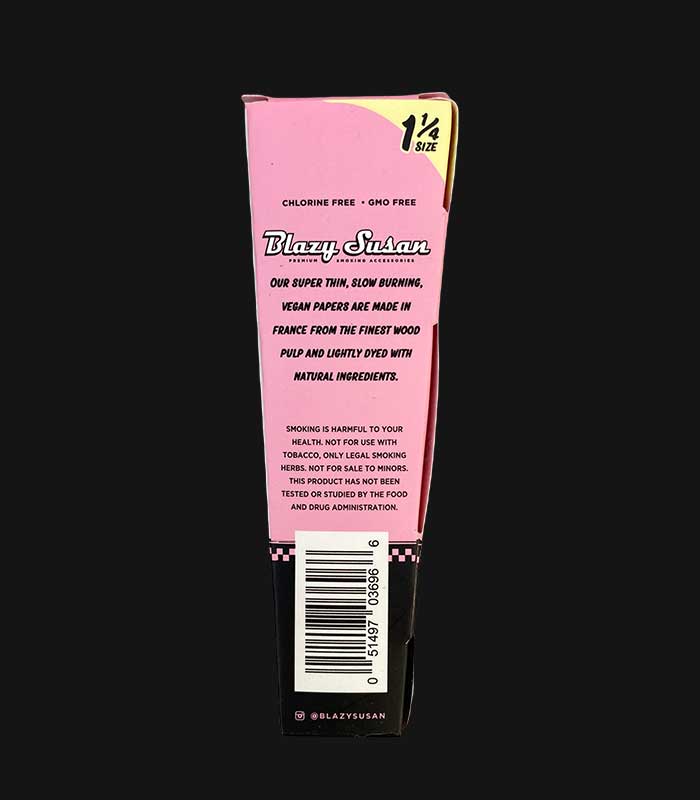 1 1/4
SIZE
CHLORINE FREE • GMO FREE
Blazy Susan
PREMIUM SMOKING ACCESSORIES
OUR SUPER THIN, SLOW BURNING,
VEGAN PAPERS ARE MADE IN
FRANCE FROM THE FINEST WOOD
PULP AND LIGHTLY DYED WITH
NATURAL INGREDIENTS.
SMOKING IS HARMFUL TO YOUR
HEALTH. NOT FOR USE WITH
TOBACCO, ONLY LEGAL SMOKING
HERBS. NOT FOR SALE TO MINORS.
THIS PRODUCT HAS NOT BEEN
TESTED OR STUDIED BY THE FOOD
AND DRUG ADMINISTRATION.
0 51497 03696 6
@BLAZYSUSAN